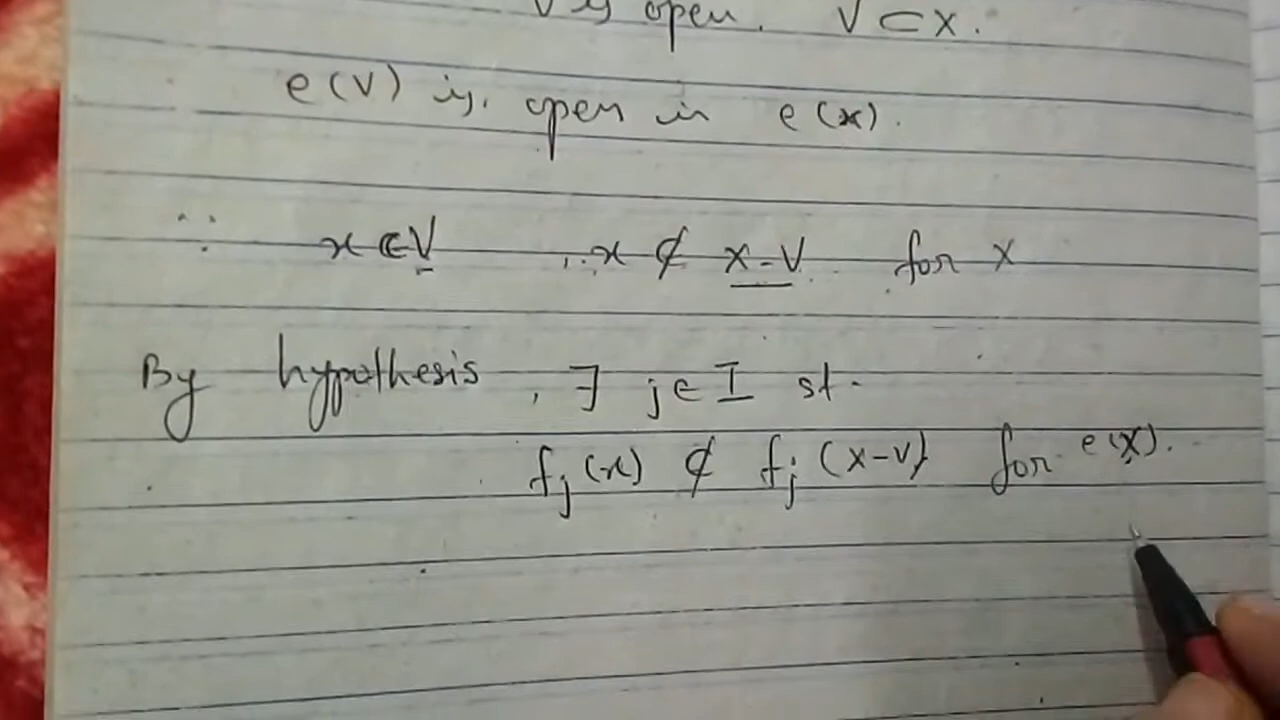 V is open. V ⊂ X.
e(V) is open in e(x).
∵ x ∈ V ∴ x ∉ X-V for X
By hypothesis, ∃ j ∈ I st.
fj(x) ∉ fj(X-V) for e(X).